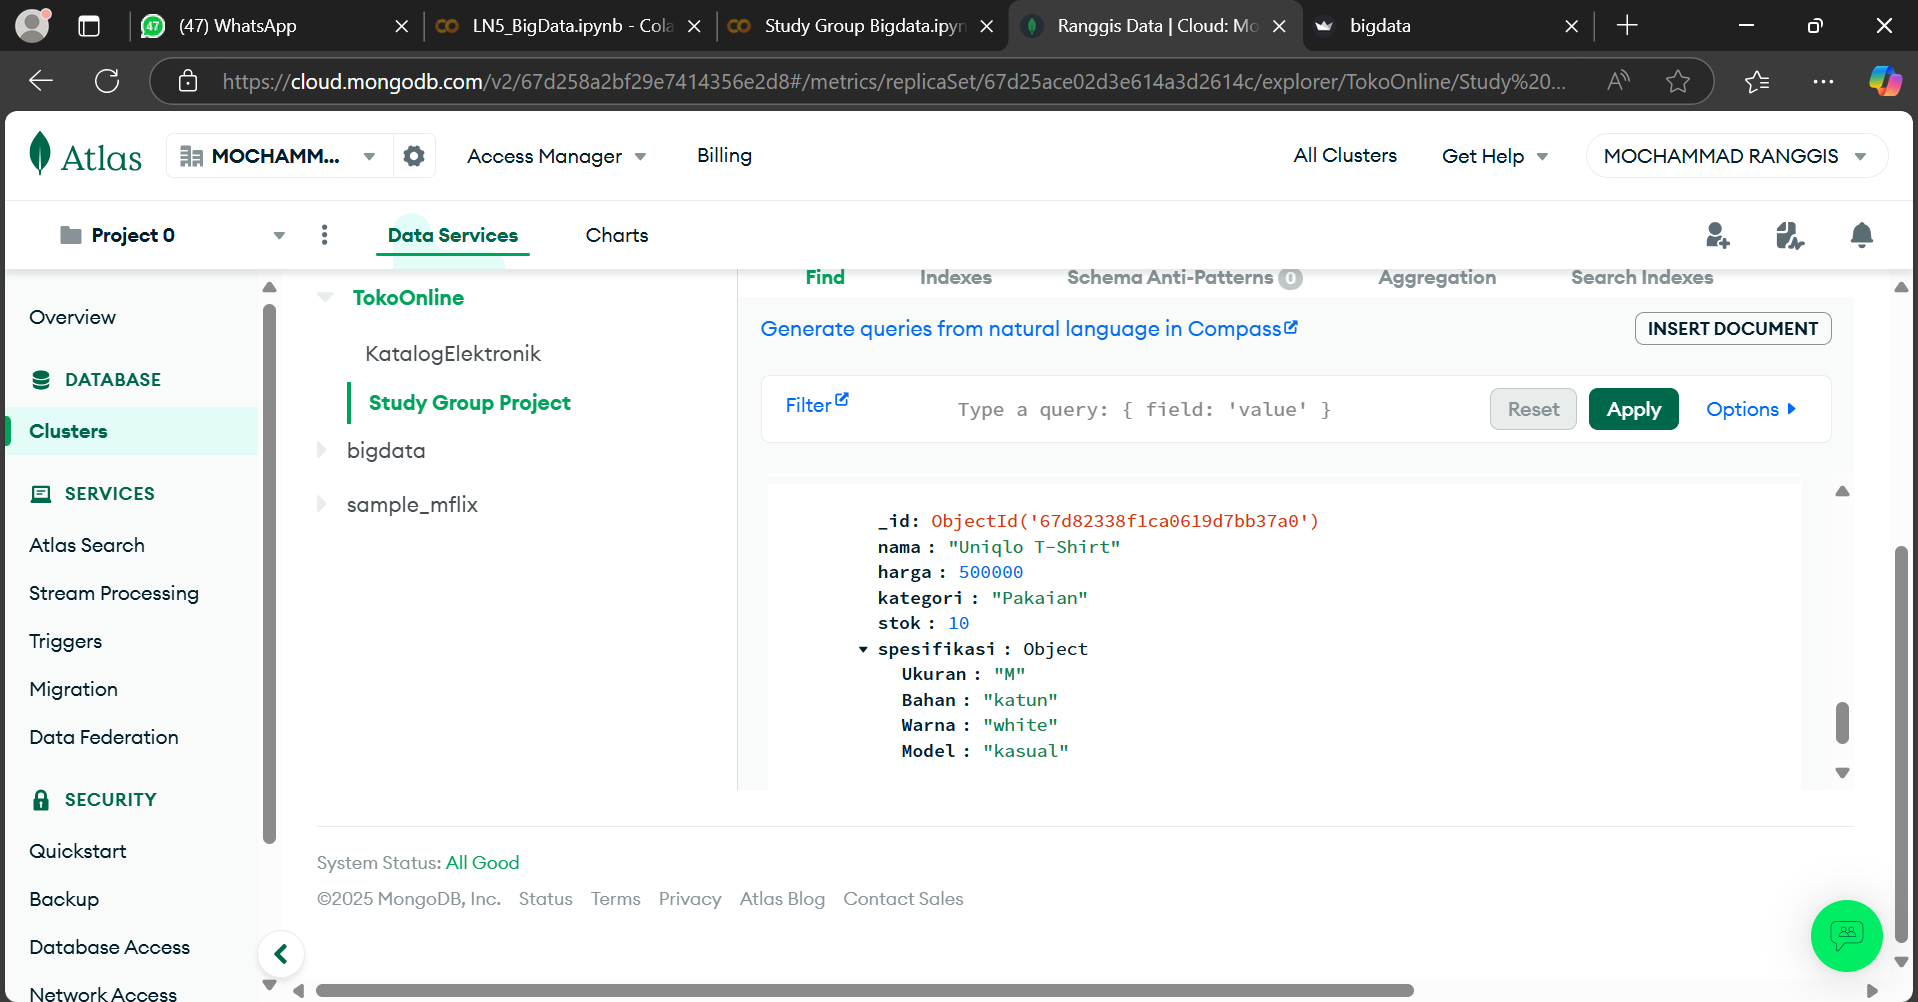 47
(47) WhatsApp
LN5_BigData.ipynb - Cola
Study Group Bigdata.ipyn
Ranggis Data | Cloud: Mo
bigdata
https://cloud.mongodb.com/v2/67d258a2bf29e7414356e2d8#/metrics/replicaSet/67d25ace02d3e614a3d2614c/explorer/TokoOnline/Study%20...
Atlas
MOCHAMM...
Access Manager
Billing
All Clusters
Get Help
MOCHAMMAD RANGGIS
Project 0
Data Services
Charts
Overview
DATABASE
Clusters
SERVICES
Atlas Search
Stream Processing
Triggers
Migration
Data Federation
SECURITY
Quickstart
Backup
Database Access
Network Access
TokoOnline
KatalogElektronik
Study Group Project
bigdata
sample_mflix
Find
Indexes
Schema Anti-Patterns 0
Aggregation
Search Indexes
Generate queries from natural language in Compass
INSERT DOCUMENT
Filter
Type a query: { field: 'value' }
Reset
Apply
Options
_id: ObjectId('67d82338f1ca0619d7bb37a0')
nama : "Uniqlo T-Shirt"
harga : 500000
kategori : "Pakaian"
stok : 10
spesifikasi : Object
Ukuran : "M"
Bahan : "katun"
Warna : "white"
Model : "kasual"
System Status: All Good
©2025 MongoDB, Inc.
Status
Terms
Privacy
Atlas Blog
Contact Sales